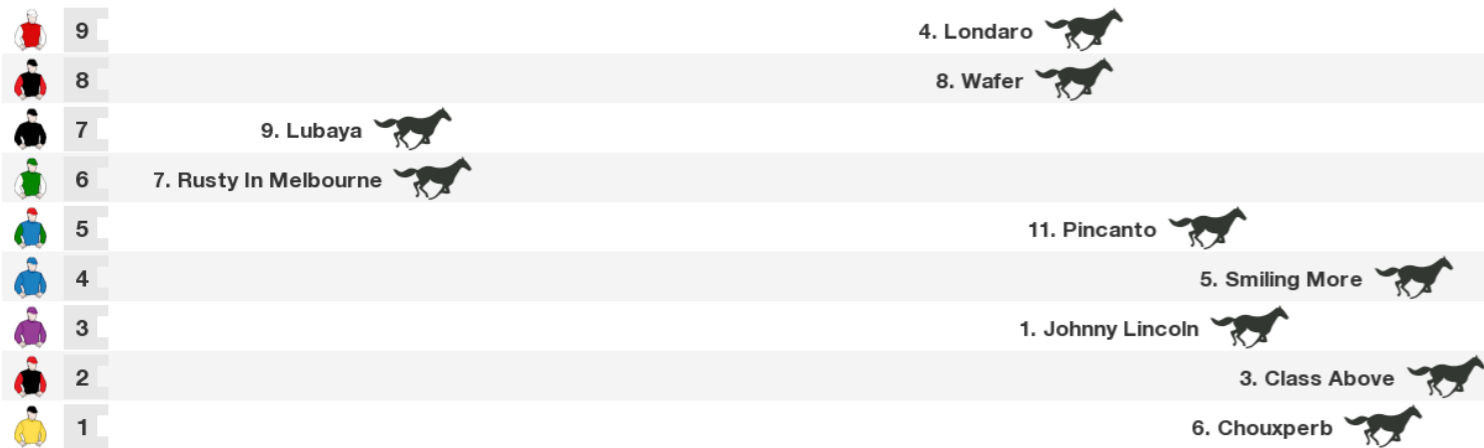 9 4. Londaro
8 8. Wafer
7 9. Lubaya
6 7. Rusty In Melbourne
5 11. Pincanto
4 5. Smiling More
3 1. Johnny Lincoln
2 3. Class Above
1 6. Chouxperb